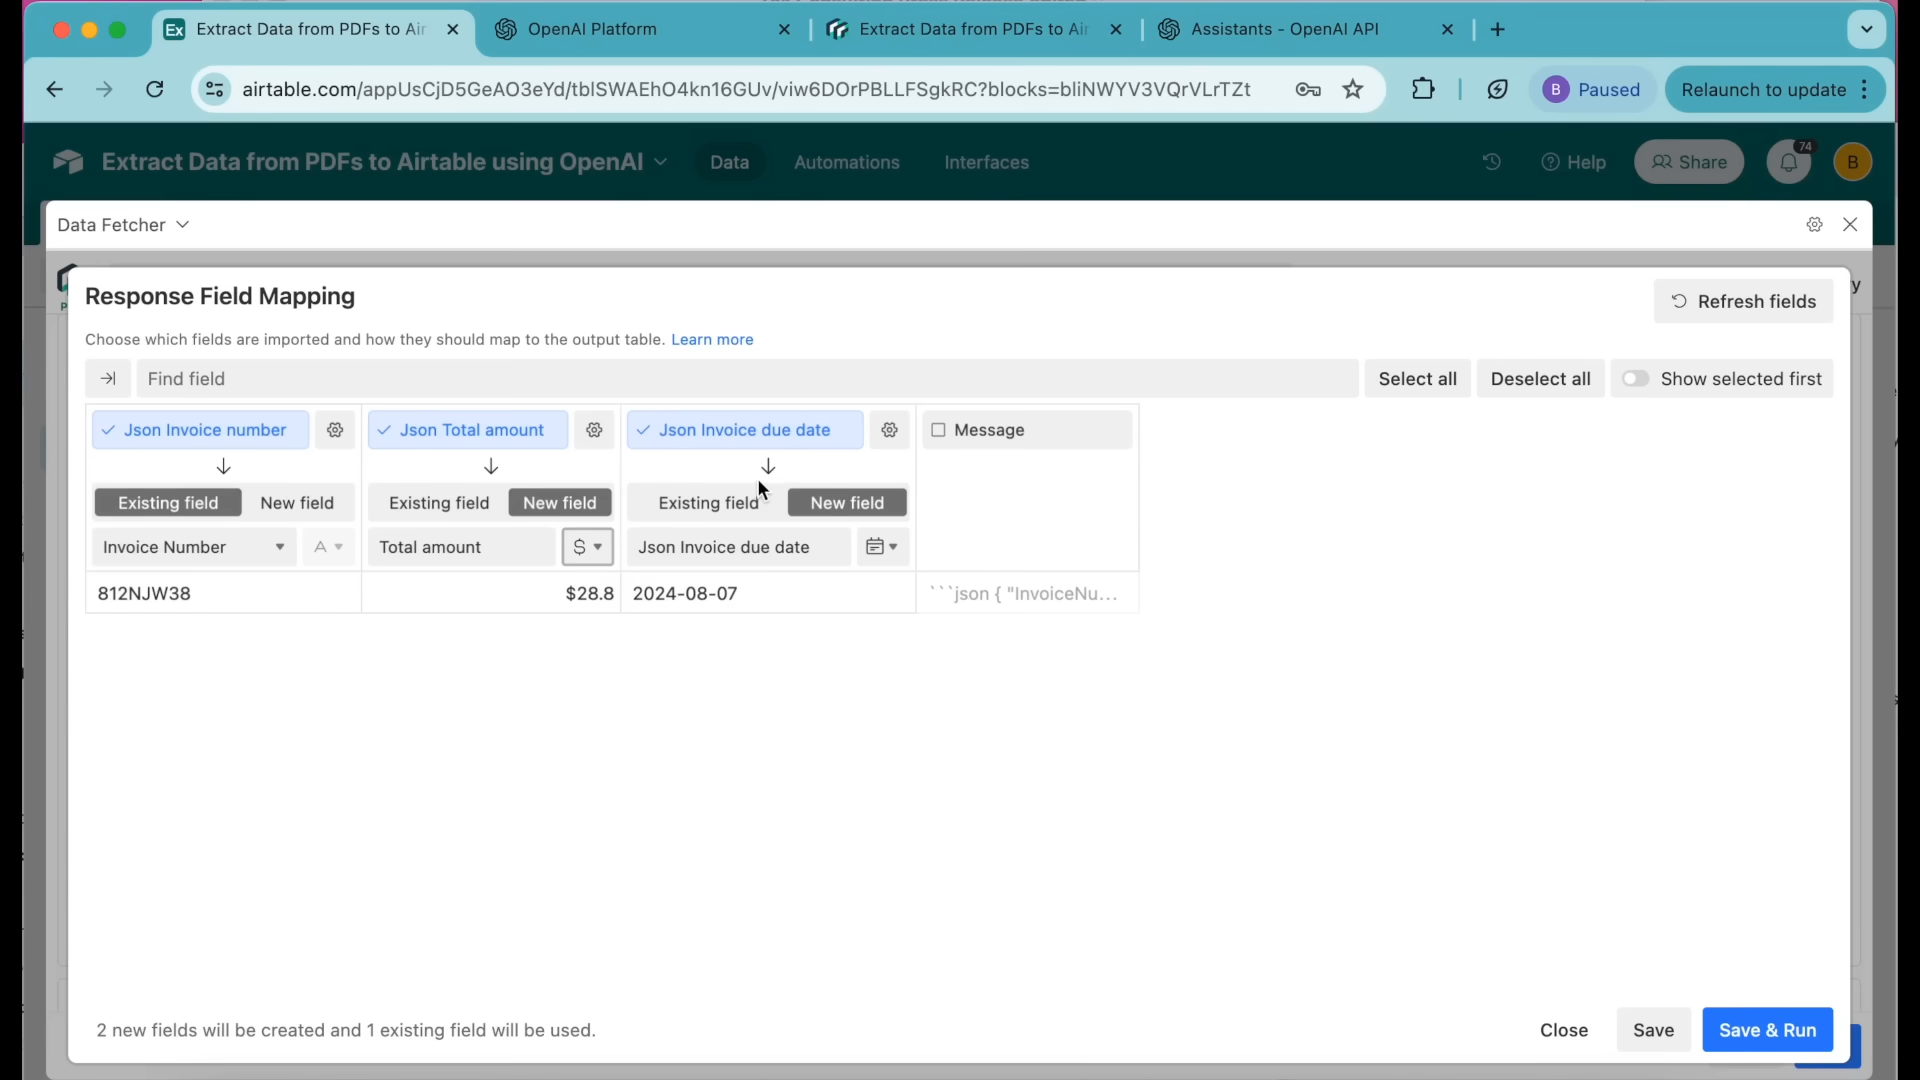 Extract Data from PDFs to Air
OpenAI Platform
Extract Data from PDFs to Air
Assistants - OpenAI API
airtable.com/appUsCjD5GeAO3eYd/tblSWAEhO4kn16GUv/viw6DOrPBLLFSgkRC?blocks=bliNWYV3VQrVLrTZt
B Paused
Relaunch to update
Extract Data from PDFs to Airtable using OpenAI
Data
Automations
Interfaces
Help
Share
74
B
Data Fetcher
Response Field Mapping
Refresh fields
Choose which fields are imported and how they should map to the output table. Learn more
Find field
Select all
Deselect all
Show selected first
Json Invoice number
Json Total amount
Json Invoice due date
Message
Existing field New field
Existing field New field
Existing field New field
Invoice Number A
Total amount $
Json Invoice due date
812NJW38
$28.8
2024-08-07
```json { "InvoiceNu...
2 new fields will be created and 1 existing field will be used.
Close
Save
Save & Run